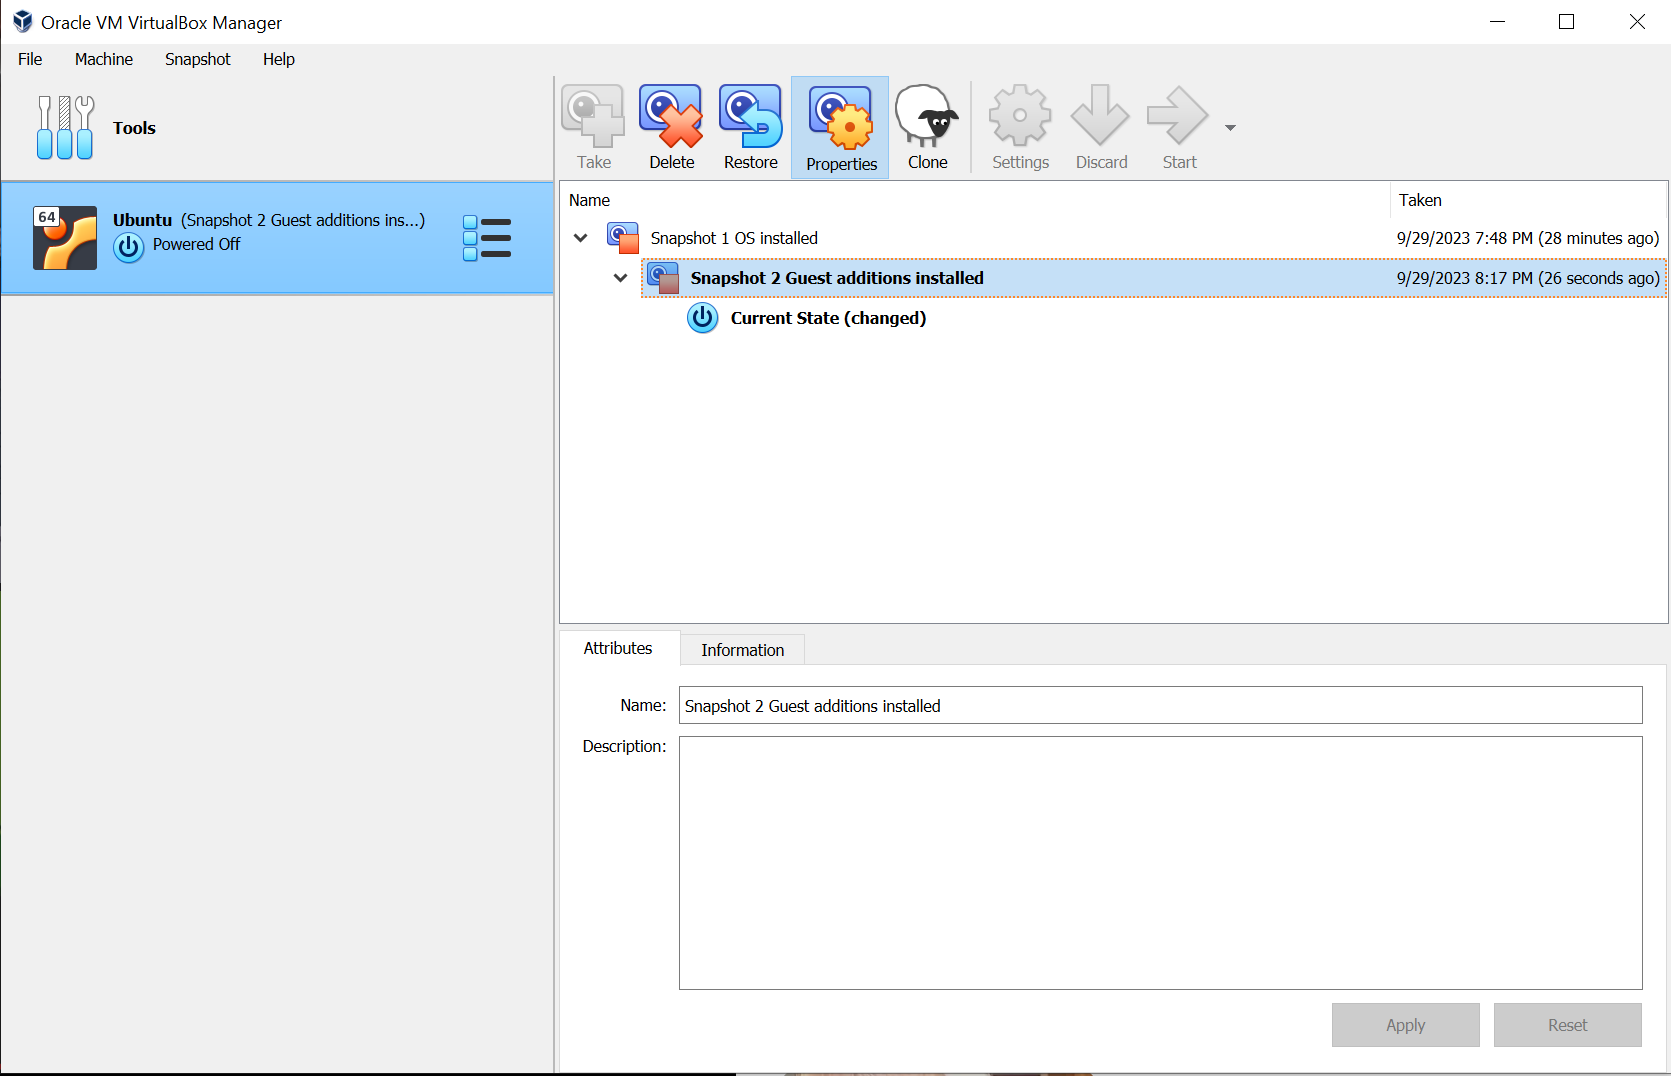 Oracle VM VirtualBox Manager
File Machine Snapshot Help
Tools
Take Delete Restore Properties Clone Settings Discard Start
64
Ubuntu (Snapshot 2 Guest additions ins...)
Powered Off
Name Taken
Snapshot 1 OS installed 9/29/2023 7:48 PM (28 minutes ago)
Snapshot 2 Guest additions installed 9/29/2023 8:17 PM (26 seconds ago)
Current State (changed)
Attributes Information
Name: Snapshot 2 Guest additions installed
Description:
Apply Reset